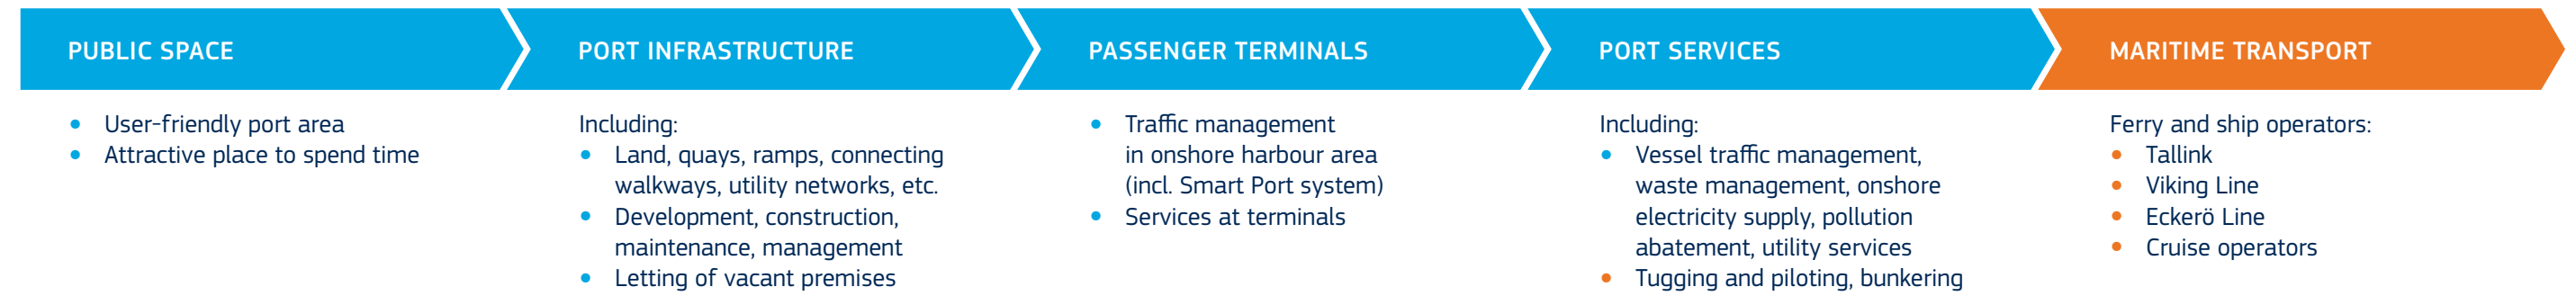 PUBLIC SPACE
• User-friendly port area
• Attractive place to spend time
PORT INFRASTRUCTURE
Including:
• Land, quays, ramps, connecting
walkways, utility networks, etc.
• Development, construction,
maintenance, management
• Letting of vacant premises
PASSENGER TERMINALS
• Traffic management
in onshore harbour area
(incl. Smart Port system)
• Services at terminals
PORT SERVICES
Including:
• Vessel traffic management,
waste management, onshore
electricity supply, pollution
abatement, utility services
• Tugging and piloting, bunkering
MARITIME TRANSPORT
Ferry and ship operators:
• Tallink
• Viking Line
• Eckerö Line
• Cruise operators